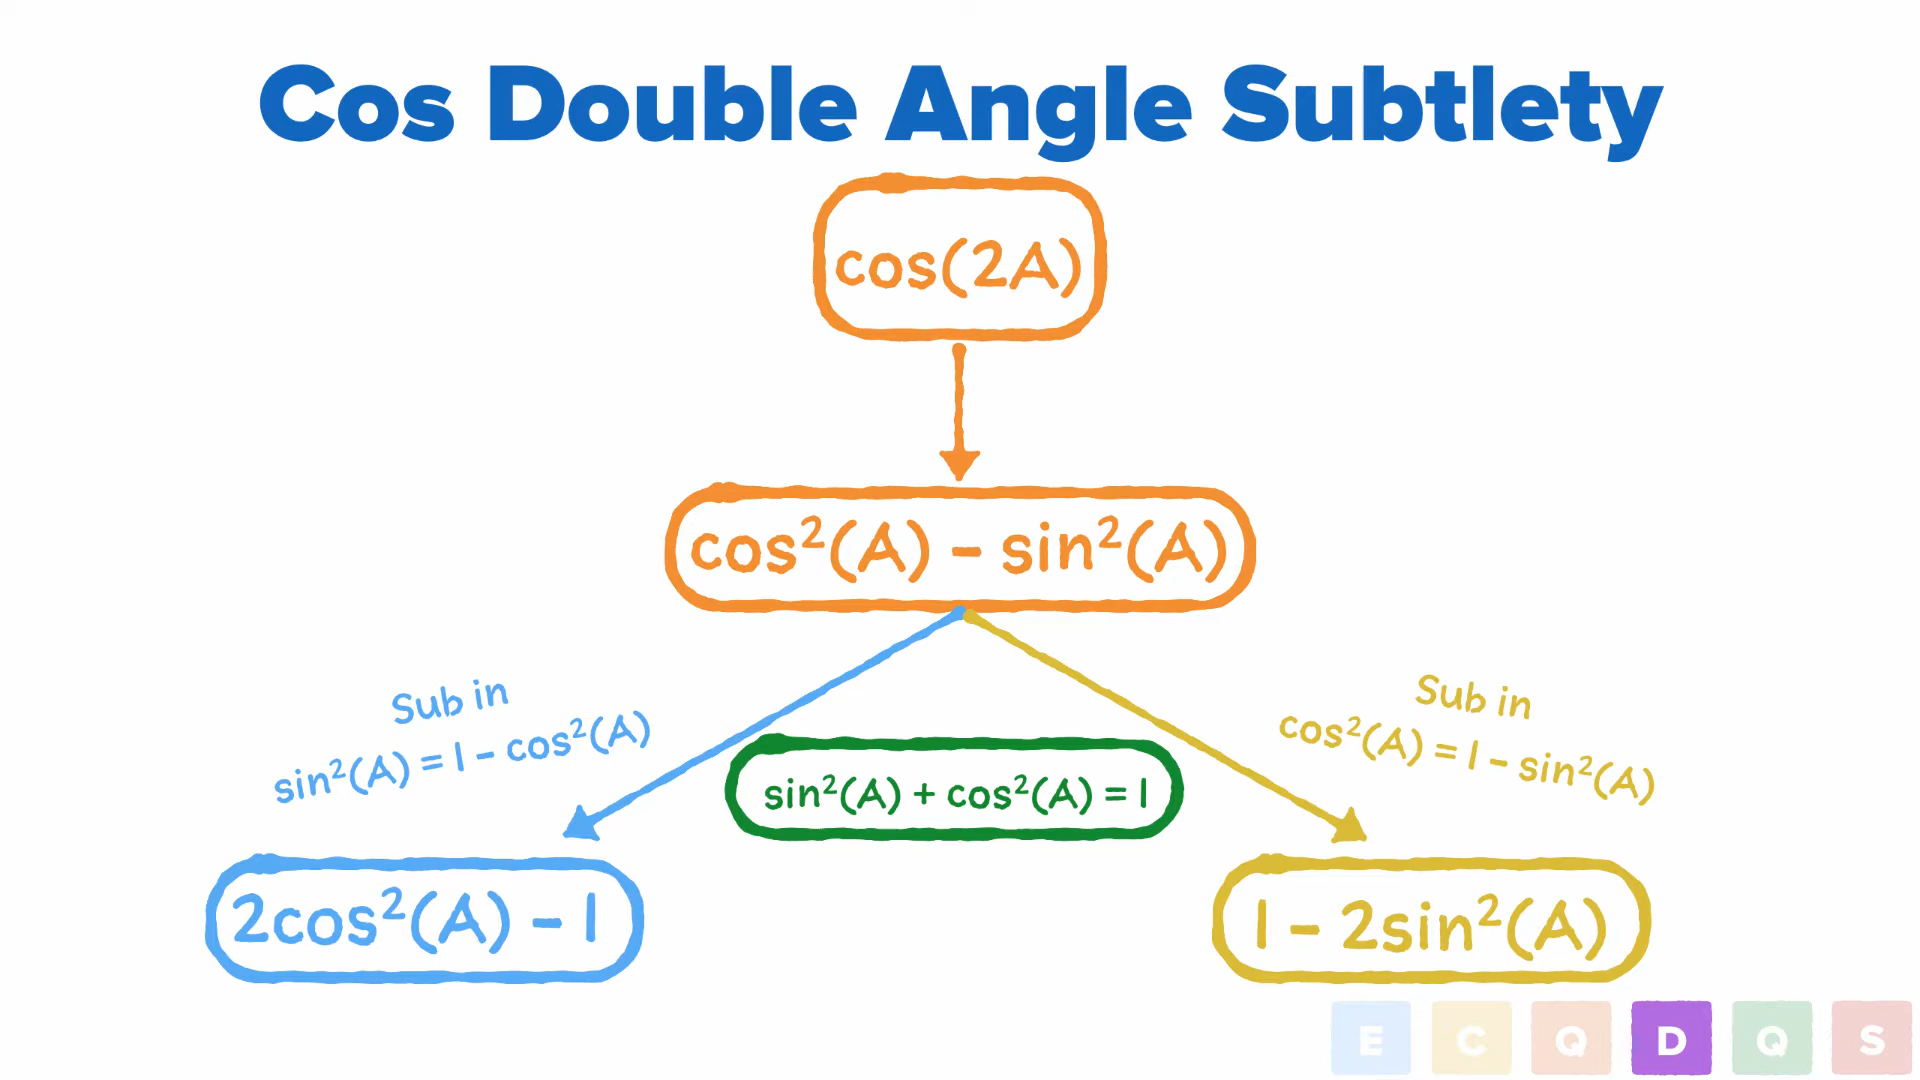 Cos Double Angle Subtlety
cos(2A)
cos²(A) – sin²(A)
Sub in
sin²(A) = 1 – cos²(A)
Sub in
cos²(A) = 1 – sin²(A)
sin²(A) + cos²(A) = 1
2cos²(A) – 1
1 – 2sin²(A)
E C Q D Q S